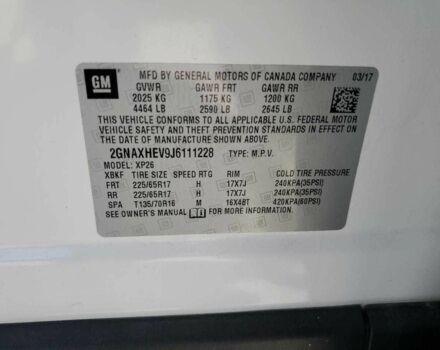 GM
MFD BY GENERAL MOTORS OF CANADA COMPANY 03/17
GVWR GAWR FRT GAWR RR
2025 KG 1175 KG 1200 KG
4464 LB 2590 LB 2645 LB
THIS VEHICLE CONFORMS TO ALL APPLICABLE U.S. FEDERAL MOTOR
VEHICLE SAFETY, BUMPER, AND THEFT PREVENTION STANDARDS IN EFFECT ON
THE DATE OF MANUFACTURE SHOWN ABOVE.
2GNAXHEV9J6111228 TYPE: M.P.V.
MODEL: XP26
XBKF TIRE SIZE SPEED RTG RIM COLD TIRE PRESSURE
FRT 225/65R17 H 17X7J 240KPA(35PSI)
RR 225/65R17 H 17X7J 240KPA(35PSI)
SPA T135/70R16 M 16X4BT 420KPA(60PSI)
SEE OWNER'S MANUAL FOR MORE INFORMATION.